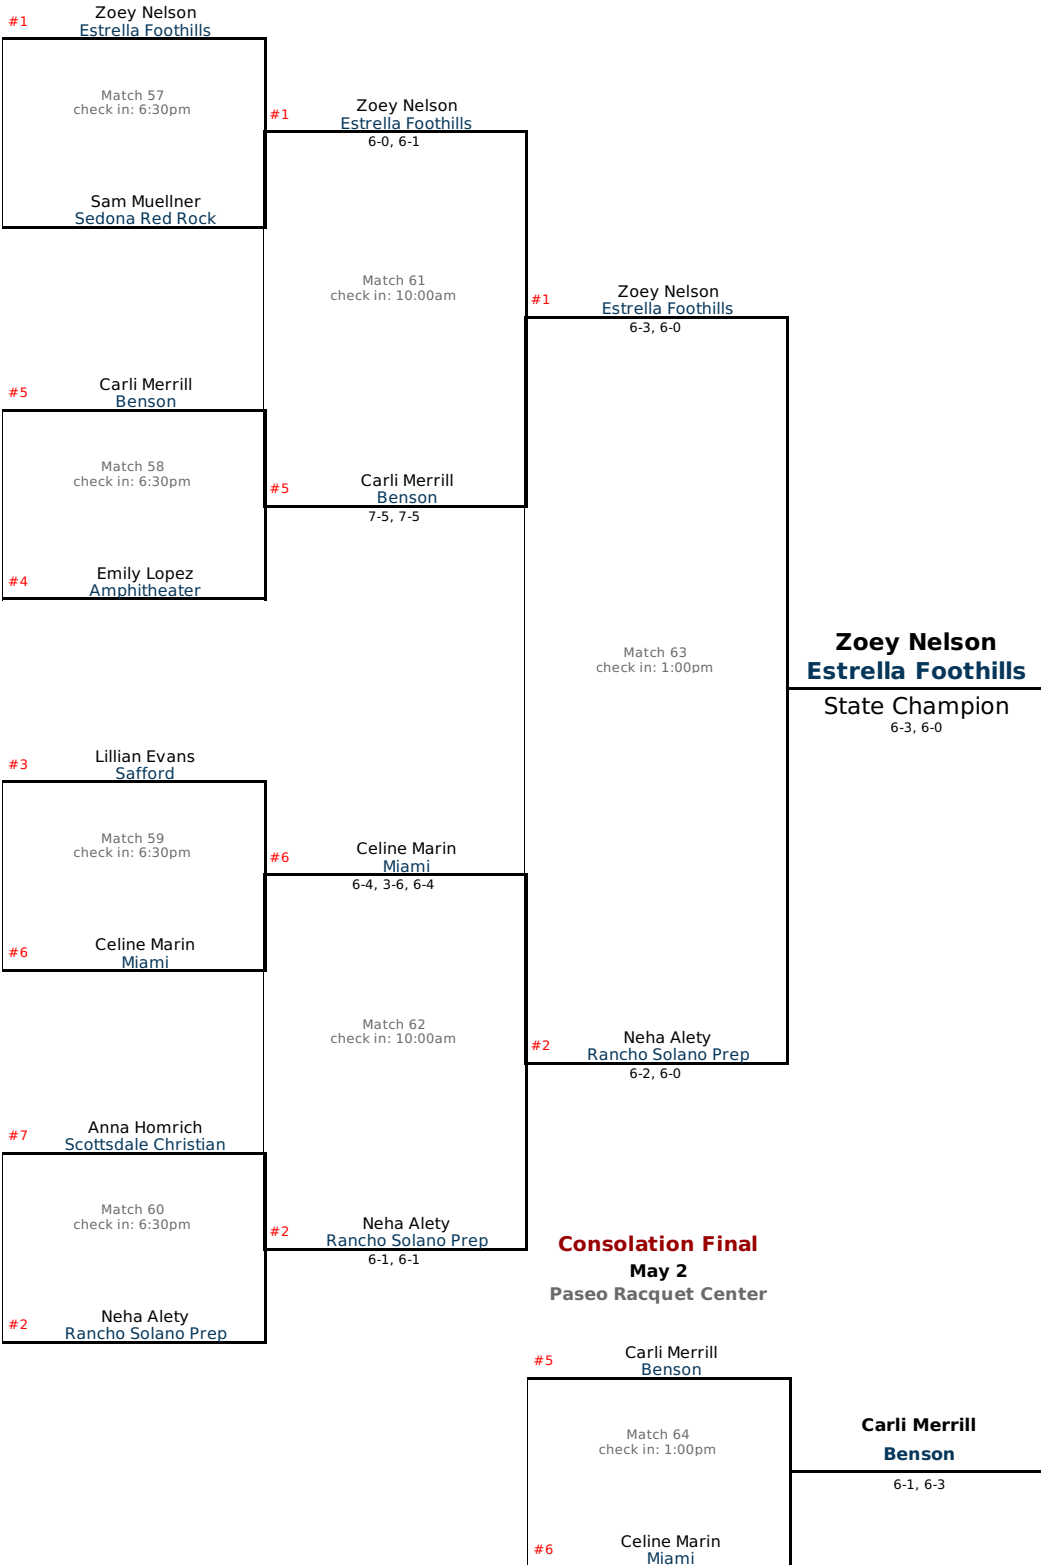 #1
Zoey Nelson
Estrella Foothills
Match 57
check in: 6:30pm
Sam Muellner
Sedona Red Rock
#5
Carli Merrill
Benson
Match 58
check in: 6:30pm
#4
Emily Lopez
Amphitheater
#3
Lillian Evans
Safford
Match 59
check in: 6:30pm
#6
Celine Marin
Miami
#7
Anna Homrich
Scottsdale Christian
Match 60
check in: 6:30pm
#2
Neha Alety
Rancho Solano Prep
#1
Zoey Nelson
Estrella Foothills
6-0, 6-1
Match 61
check in: 10:00am
#5
Carli Merrill
Benson
7-5, 7-5
#6
Celine Marin
Miami
6-4, 3-6, 6-4
Match 62
check in: 10:00am
#2
Neha Alety
Rancho Solano Prep
6-1, 6-1
#1
Zoey Nelson
Estrella Foothills
6-3, 6-0
Match 63
check in: 1:00pm
#2
Neha Alety
Rancho Solano Prep
6-2, 6-0
Zoey Nelson
Estrella Foothills
State Champion
6-3, 6-0
Consolation Final
May 2
Paseo Racquet Center
#5
Carli Merrill
Benson
Match 64
check in: 1:00pm
#6
Celine Marin
Miami
Carli Merrill
Benson
6-1, 6-3